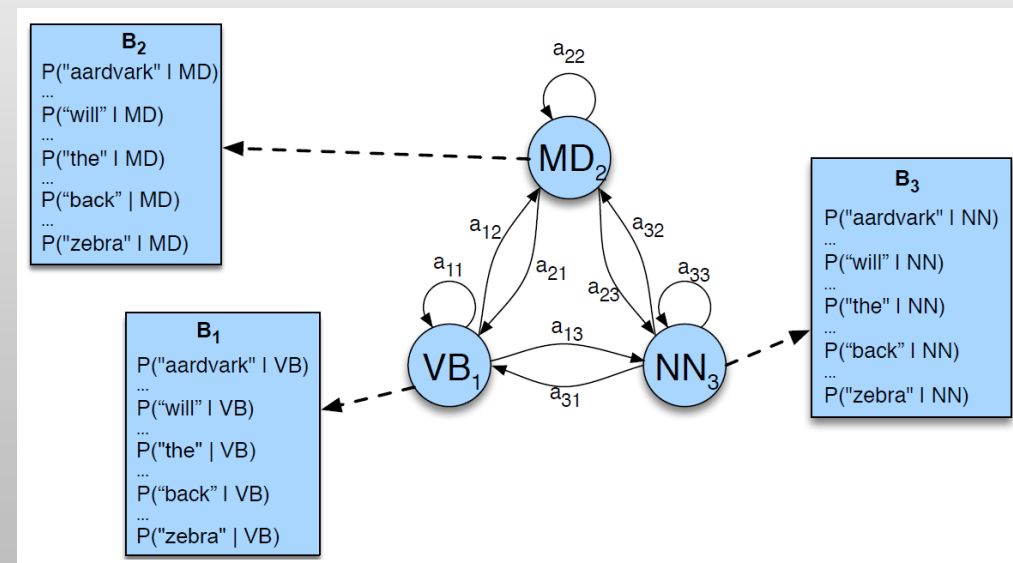 B2
P("aardvark" | MD)
...
P(“will” | MD)
...
P("the" | MD)
...
P(“back” | MD)
...
P("zebra" | MD)
a22
MD2
a12
a21
a32
a23
a11
a33
VB1
a13
a31
NN3
B1
P("aardvark" | VB)
...
P(“will” | VB)
...
P("the" | VB)
...
P(“back” | VB)
...
P("zebra" | VB)
B3
P("aardvark" | NN)
...
P(“will” | NN)
...
P("the" | NN)
...
P(“back” | NN)
...
P("zebra" | NN)